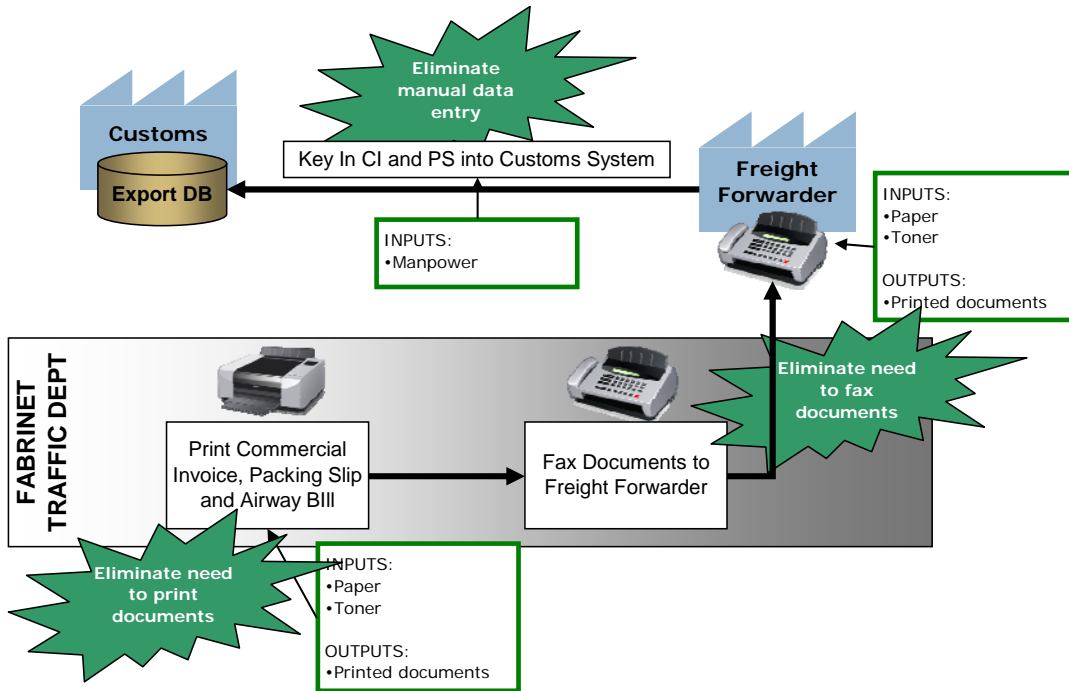 Eliminate
manual data
entry
Customs
Export DB
Key In CI and PS into Customs System
Freight
Forwarder
INPUTS:
•Manpower
INPUTS:
•Paper
•Toner
OUTPUTS:
•Printed documents
FABRINET
TRAFFIC DEPT
Print Commercial
Invoice, Packing Slip
and Airway BIll
Fax Documents to
Freight Forwarder
Eliminate need
to fax
documents
Eliminate need
to print
documents
INPUTS:
•Paper
•Toner
OUTPUTS:
•Printed documents